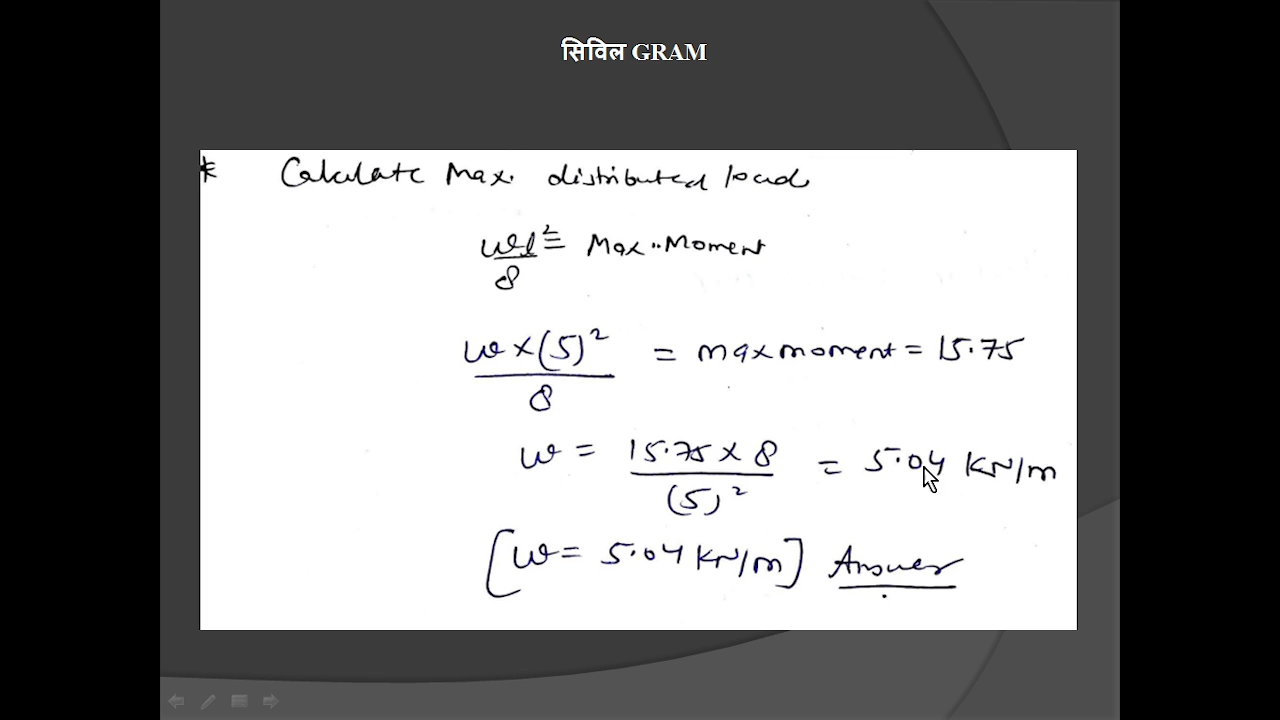 सिविल GRAM
* Calculate Max. distributed load
wl²/8 = Max. Moment
w × (5)²/8 = max moment = 15.75
w = 15.75 × 8/(5)² = 5.04 KN/m
[w = 5.04 KN/m] Answer